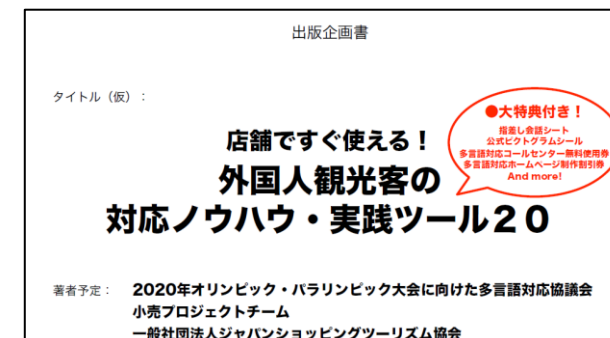 出版企画書
タイトル（仮）：
●大特典付き！
指差し会話シート
公式ピクトグラムシール
多言語対応コールセンター無料使用券
多言語対応ホームページ制作割引券
And more!
店舗ですぐ使える！
外国人観光客の
対応ノウハウ・実践ツール２０
著者予定： 2020年オリンピック・パラリンピック大会に向けた多言語対応協議会
小売プロジェクトチーム
一般社団法人ジャパンショッピングツーリズム協会